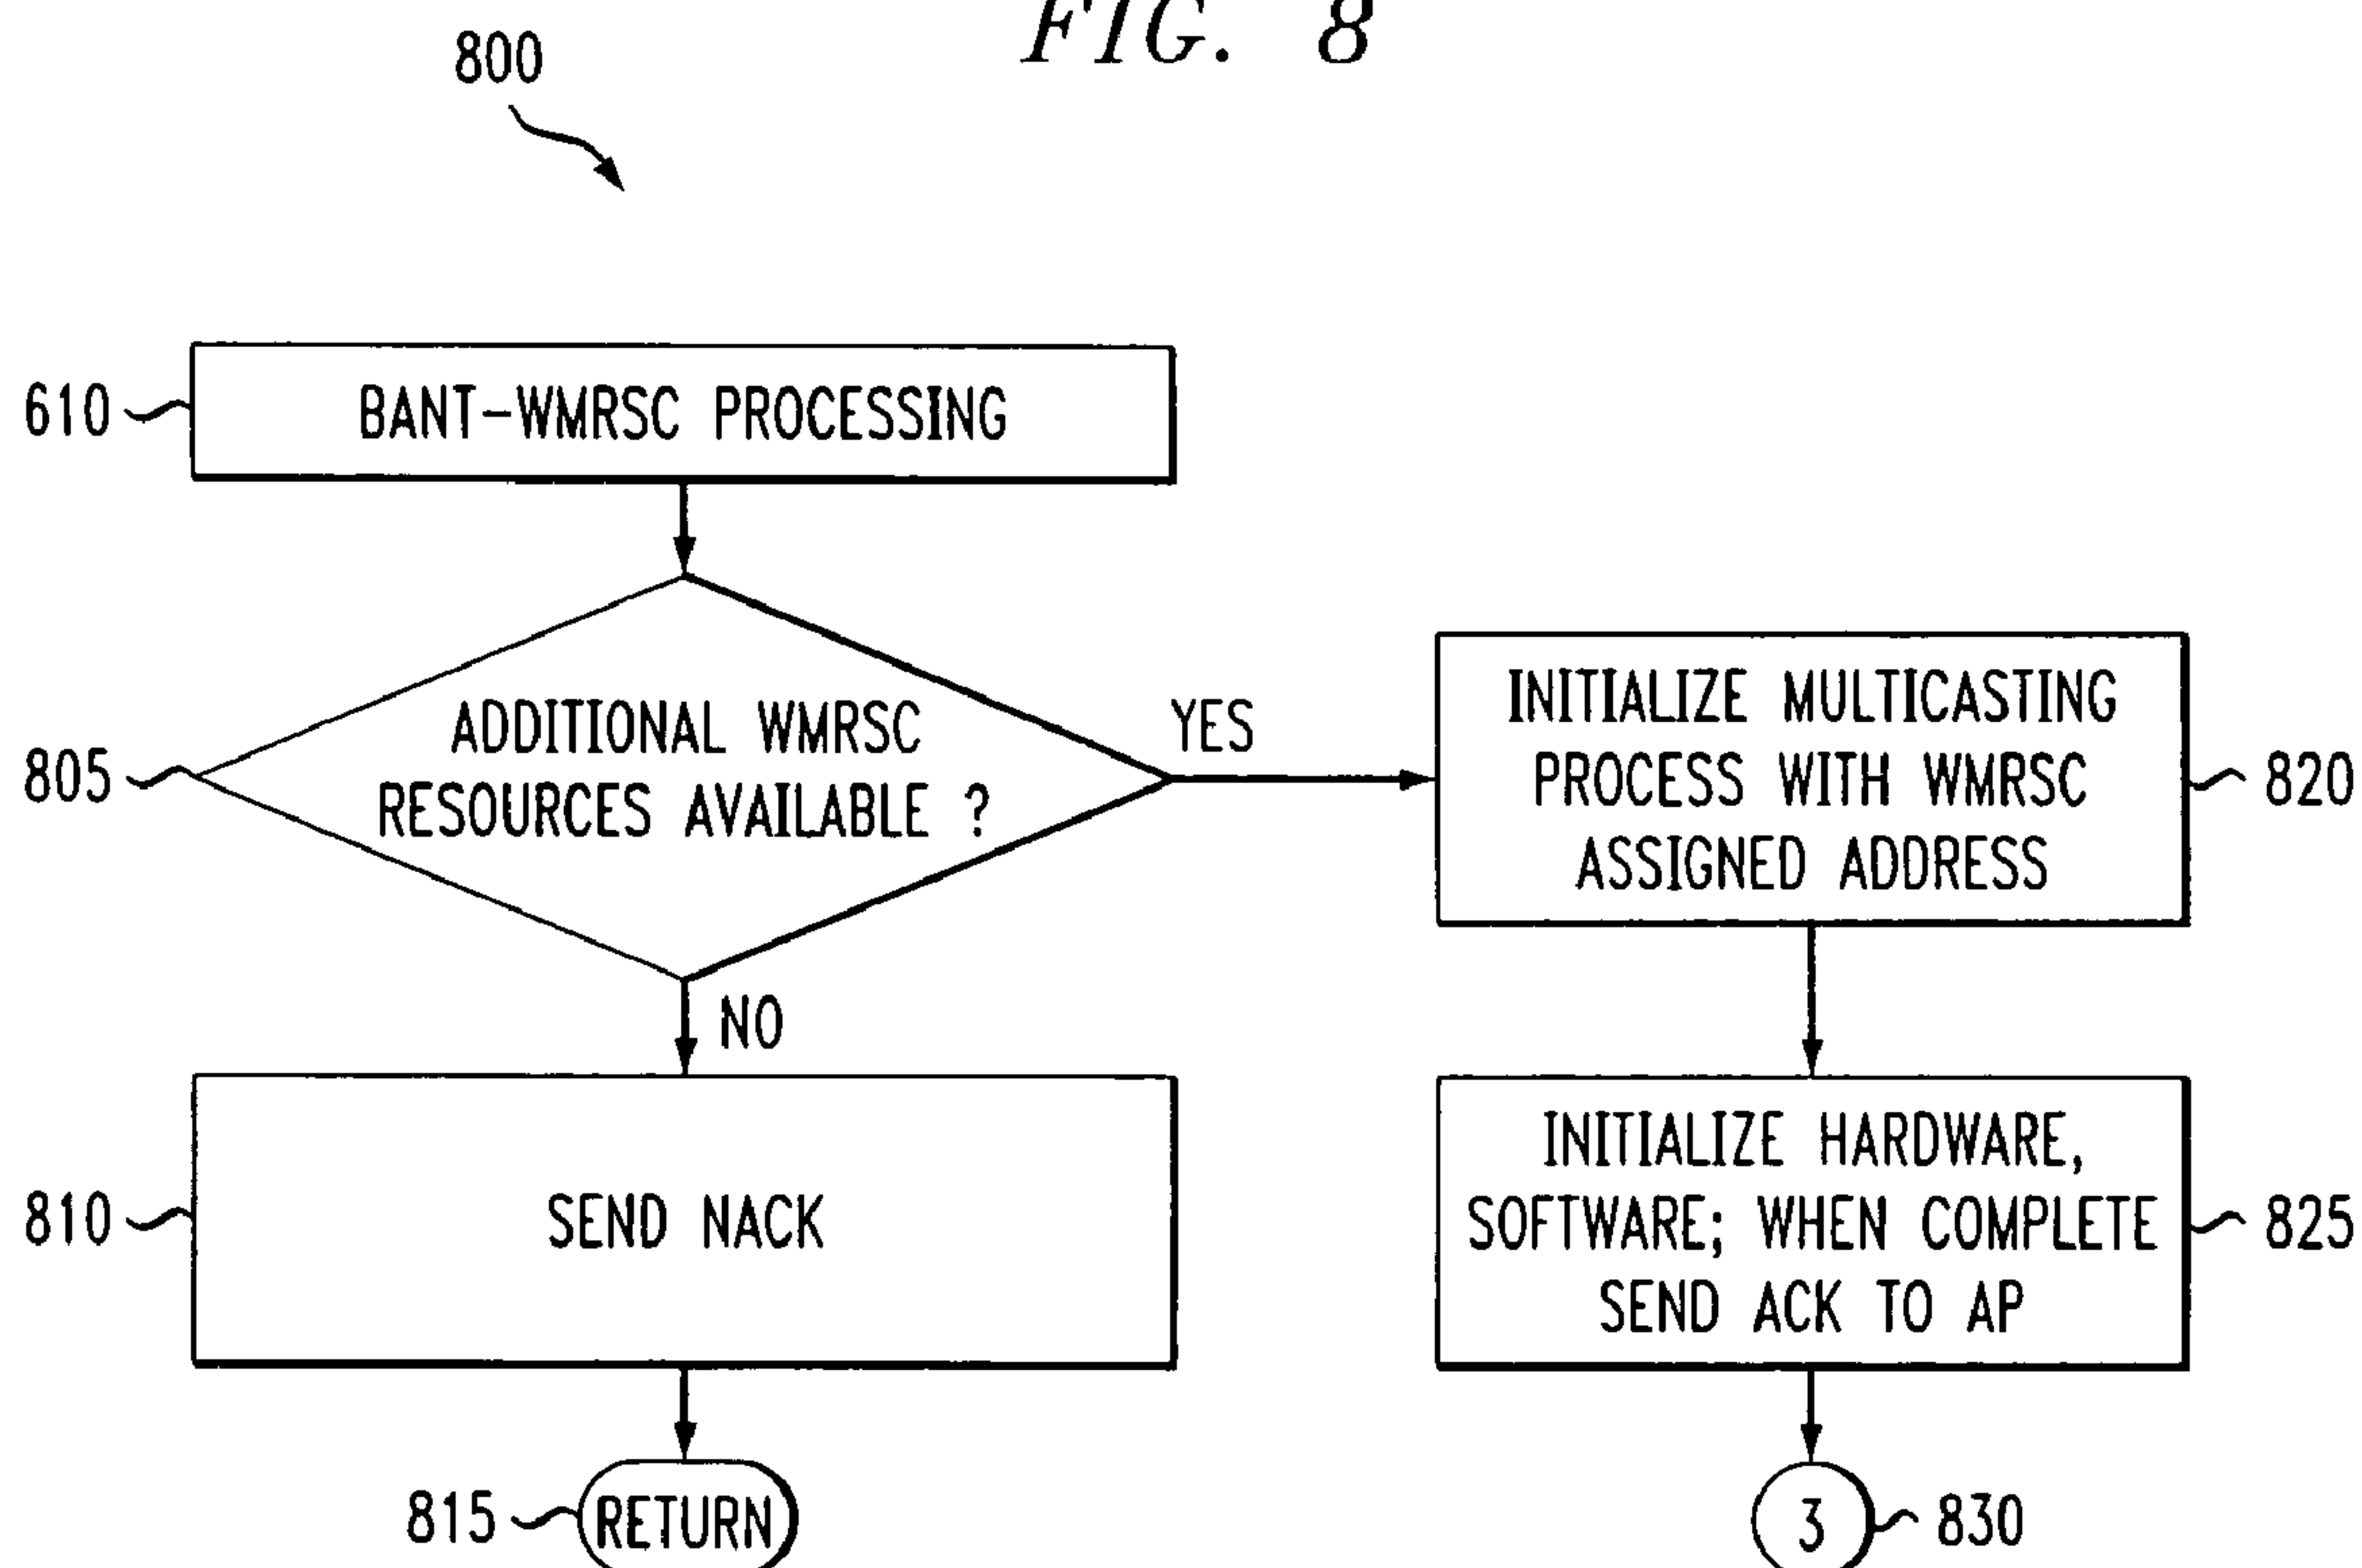 FIG. 8
800
610
BANT-WMRSC PROCESSING
805
ADDITIONAL WMRSC
RESOURCES AVAILABLE ?
YES
NO
INITIALIZE MULTICASTING
PROCESS WITH WMRSC
ASSIGNED ADDRESS
820
810
SEND NACK
INITIALIZE HARDWARE,
SOFTWARE; WHEN COMPLETE
SEND ACK TO AP
825
815
RETURN
3
830